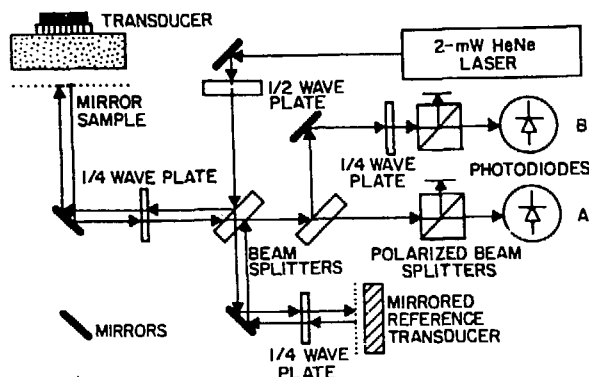 TRANSDUCER
2-mW HeNe
LASER
1/2 WAVE
PLATE
MIRROR
SAMPLE
B
1/4 WAVE
PLATE
PHOTODIODES
1/4 WAVE PLATE
A
BEAM
SPLITTERS
POLARIZED BEAM
SPLITTERS
MIRRORS
MIRRORED
REFERENCE
TRANSDUCER
1/4 WAVE
PLATE